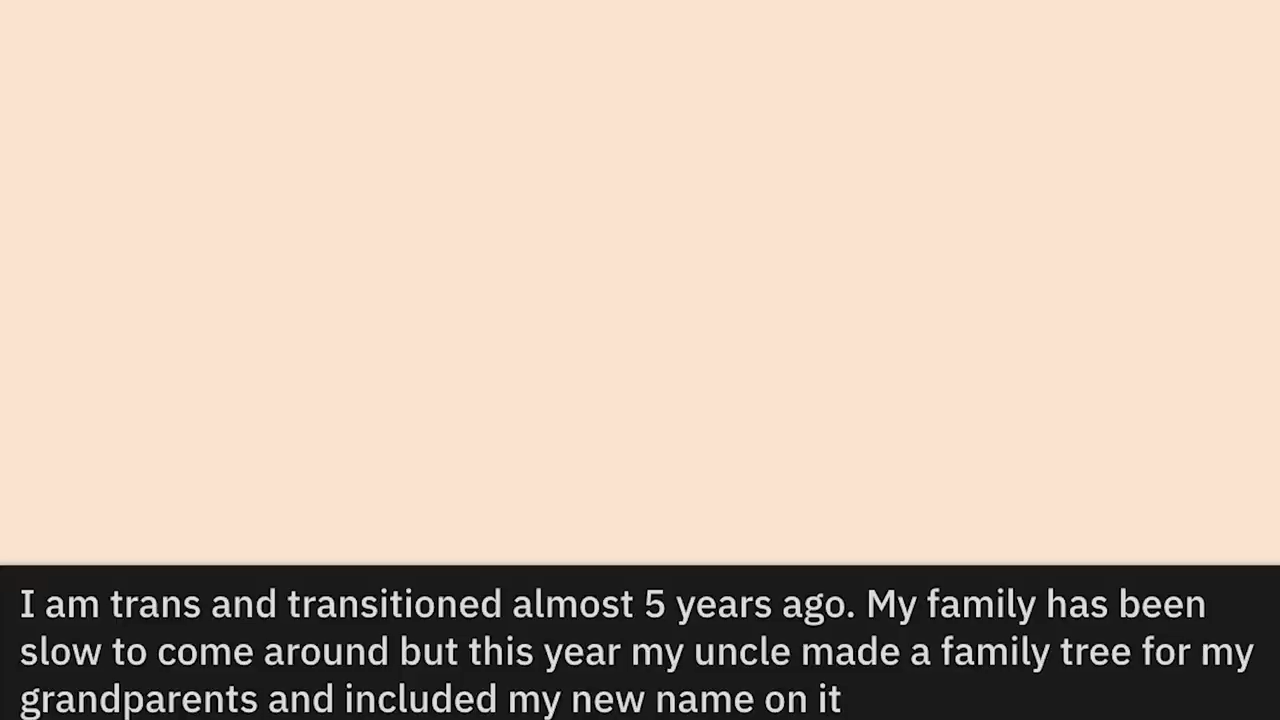 I am trans and transitioned almost 5 years ago. My family has been
slow to come around but this year my uncle made a family tree for my
grandparents and included my new name on it